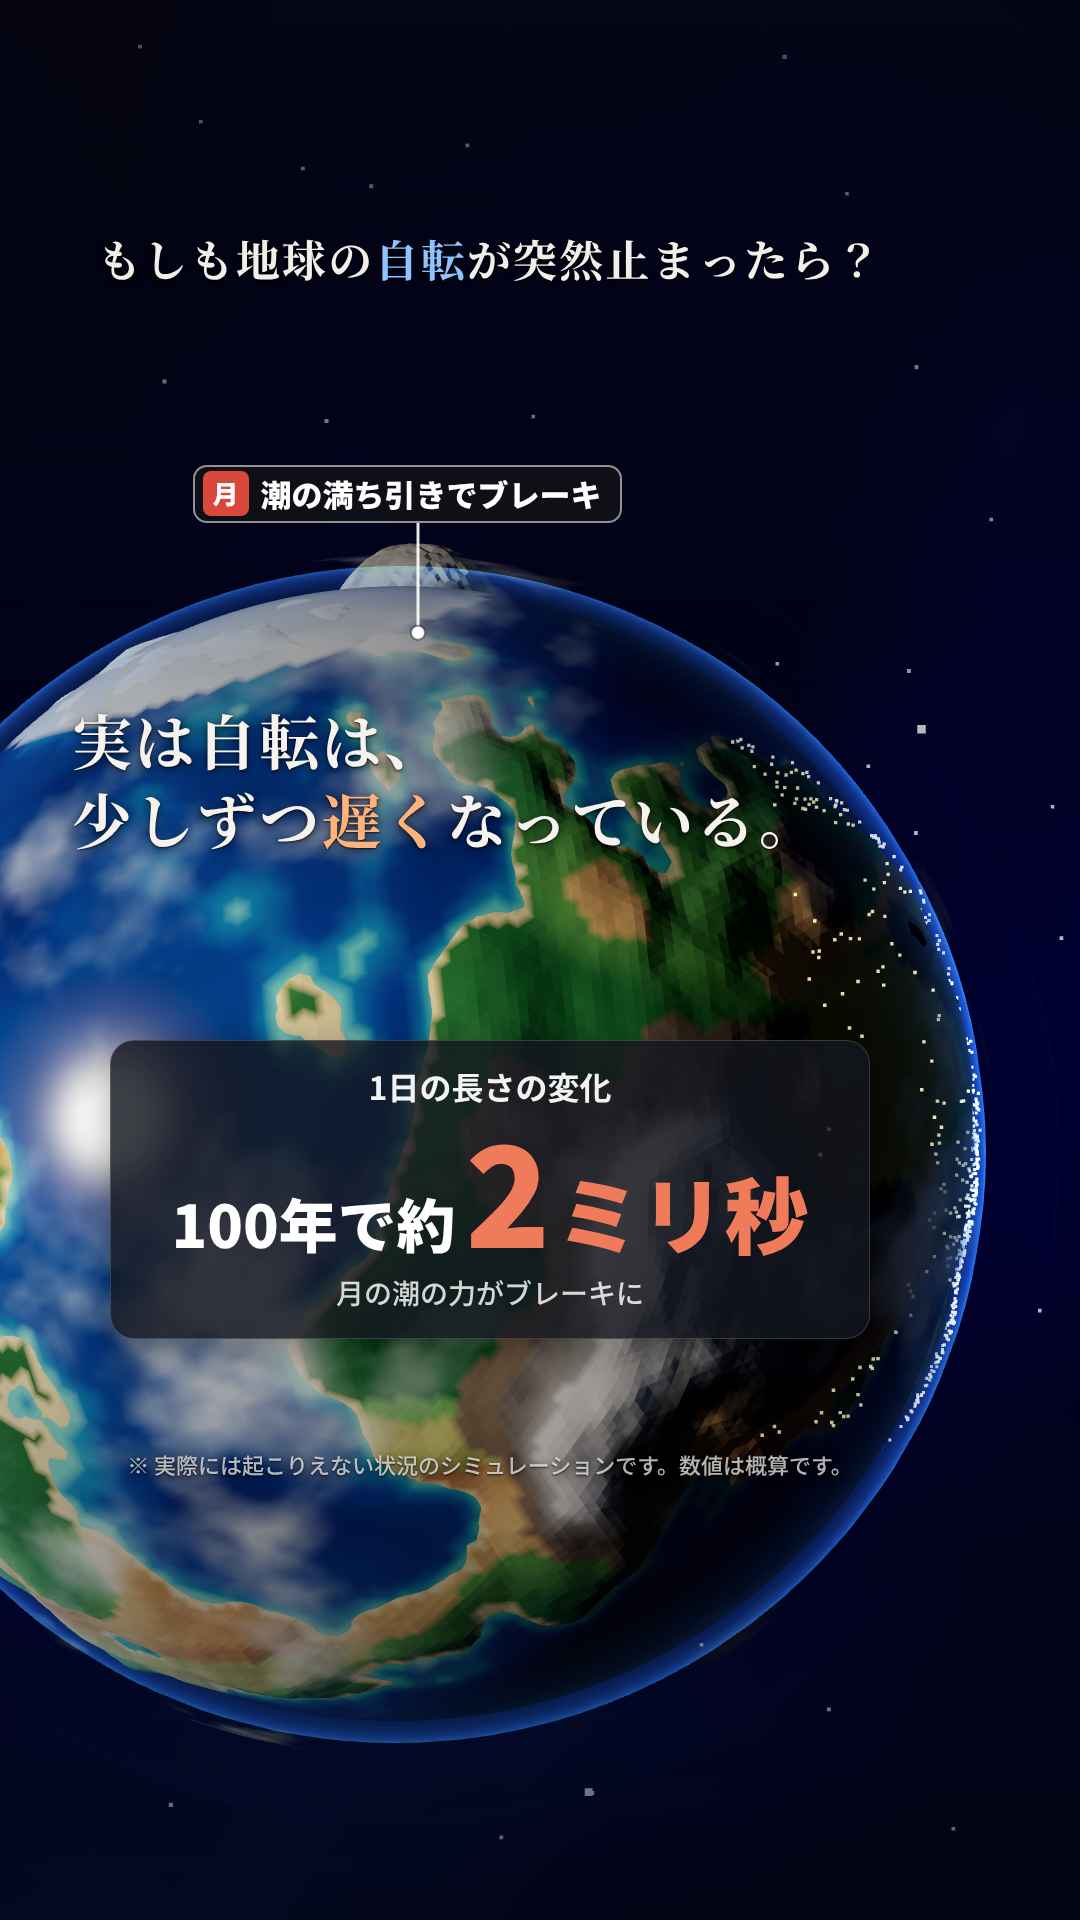 もしも地球の自転が突然止まったら？
月 潮の満ち引きでブレーキ
実は自転は、
少しずつ遅くなっている。
1日の長さの変化
100年で約2ミリ秒
月の潮の力がブレーキに
※ 実際には起こりえない状況のシミュレーションです。数値は概算です。